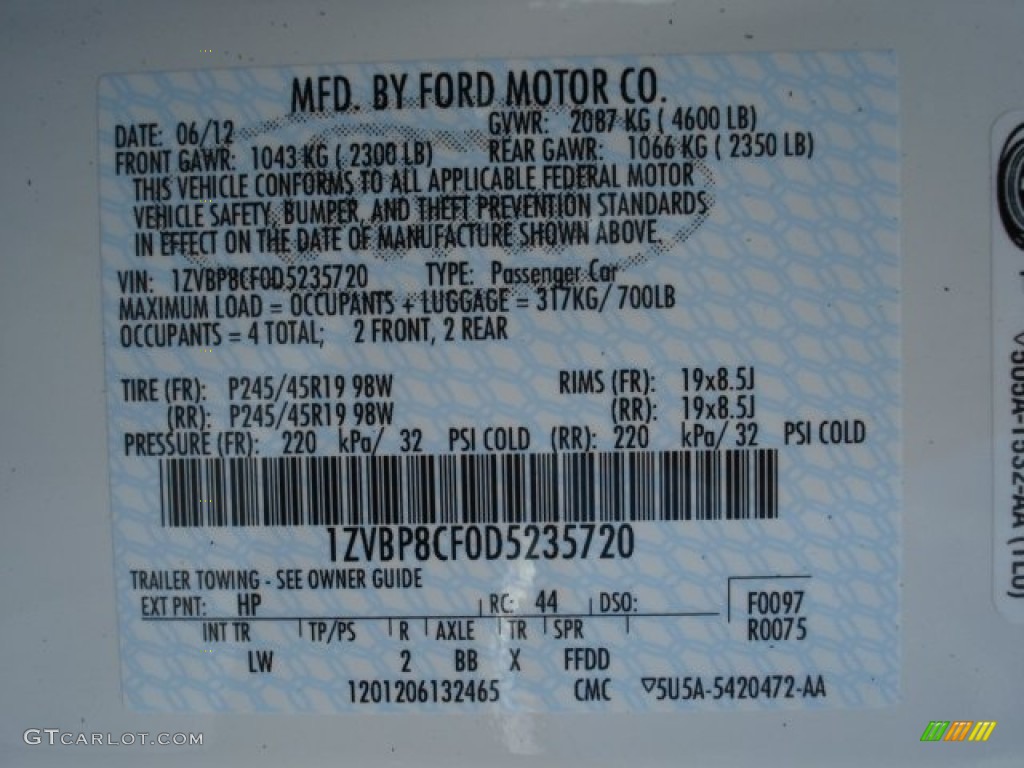 MFD. BY FORD MOTOR CO.
DATE: 06/12 GVWR: 2087 KG ( 4600 LB)
FRONT GAWR: 1043 KG ( 2300 LB) REAR GAWR: 1066 KG ( 2350 LB)
THIS VEHICLE CONFORMS TO ALL APPLICABLE FEDERAL MOTOR
VEHICLE SAFETY, BUMPER, AND THEFT PREVENTION STANDARDS
IN EFFECT ON THE DATE OF MANUFACTURE SHOWN ABOVE.
VIN: 1ZVBP8CF0D5235720 TYPE: Passenger Car
MAXIMUM LOAD = OCCUPANTS + LUGGAGE = 317KG/ 700LB
OCCUPANTS = 4 TOTAL; 2 FRONT, 2 REAR
TIRE (FR): P245/45R19 98W RIMS (FR): 19x8.5J
(RR): P245/45R19 98W (RR): 19x8.5J
PRESSURE (FR): 220 kPa/ 32 PSI COLD (RR): 220 kPa/ 32 PSI COLD
1ZVBP8CF0D5235720
TRAILER TOWING - SEE OWNER GUIDE
EXT PNT: HP RC: 44 DSO: F0097
INT TR TP/PS R AXLE TR SPR R0075
LW 2 BB X FFDD
1201206132465 CMC ▽5U5A-5420472-AA
GTCARLOT.COM